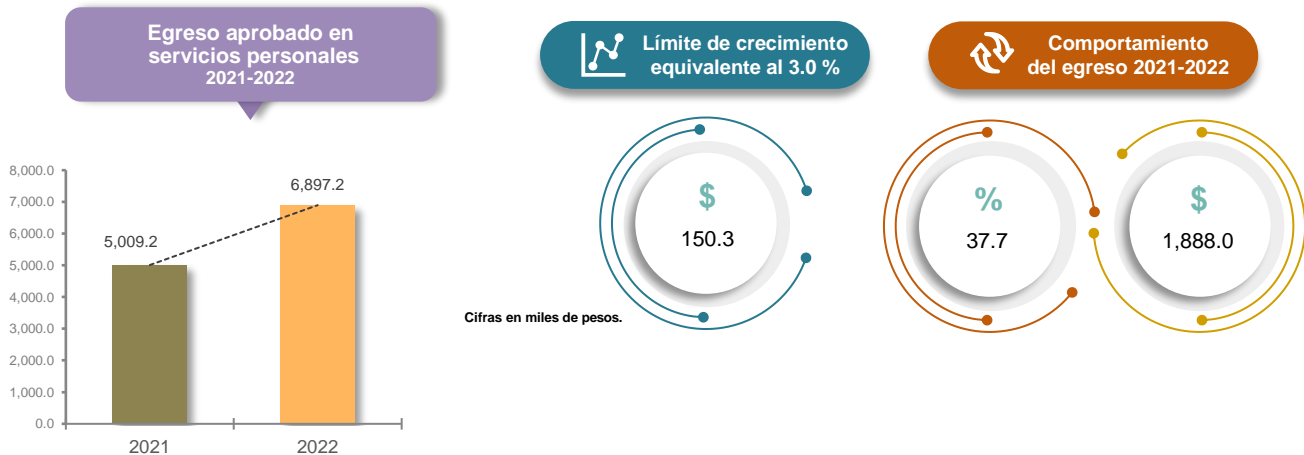 Egreso aprobado en
servicios personales
2021-2022
Límite de crecimiento
equivalente al 3.0 %
Comportamiento
del egreso 2021-2022
8,000.0
7,000.0
6,000.0
5,000.0
4,000.0
3,000.0
2,000.0
1,000.0
0.0
5,009.2
6,897.2
2021
2022
$
150.3
%
37.7
$
1,888.0
Cifras en miles de pesos.